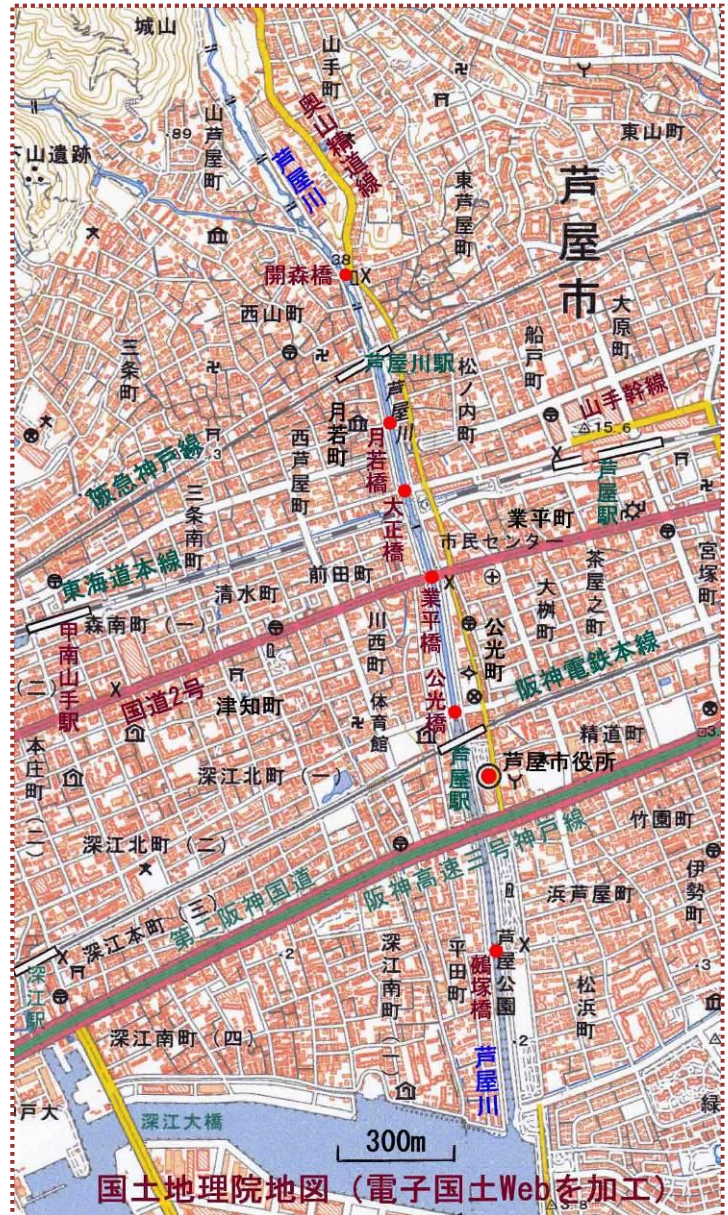 城山
山手町
奥山精道線
山芦屋町
・89
芦屋川
東山町
芦屋市
下山遺跡
東芦屋町
38
開森橋
西山町
三条町
芦屋川駅
芦屋川
松ノ内町
船戸町
大原町
山手幹線
△15.6
月若町
月若橋
西芦屋町
阪急神戸線
3
三条南町
大正橋
芦屋駅
業平町
市民センター
東海道本線
前田町
清水町
森南町(一)
業平橋
川西町
公光町
大桝町
茶屋之町
宮塚町
甲南山手駅
(二)
国道2号
津知町
体育館
公光橋
阪神電鉄本線
精道町
本庄町(二)
深江北町(一)
芦屋駅
芦屋市役所
深江北町(二)
阪神高速三号神戸線
竹園町
伊勢町
第二阪神国道
深江本町(三)
浜芦屋町
深江駅
・2
深江南町(一)
平田町
鵺塚橋
芦屋公園
松浜町
・3
深江南町(四)
芦屋川
・2
戸大
深江大橋
緑
300m
国土地理院地図(電子国土Webを加工)
△3.8